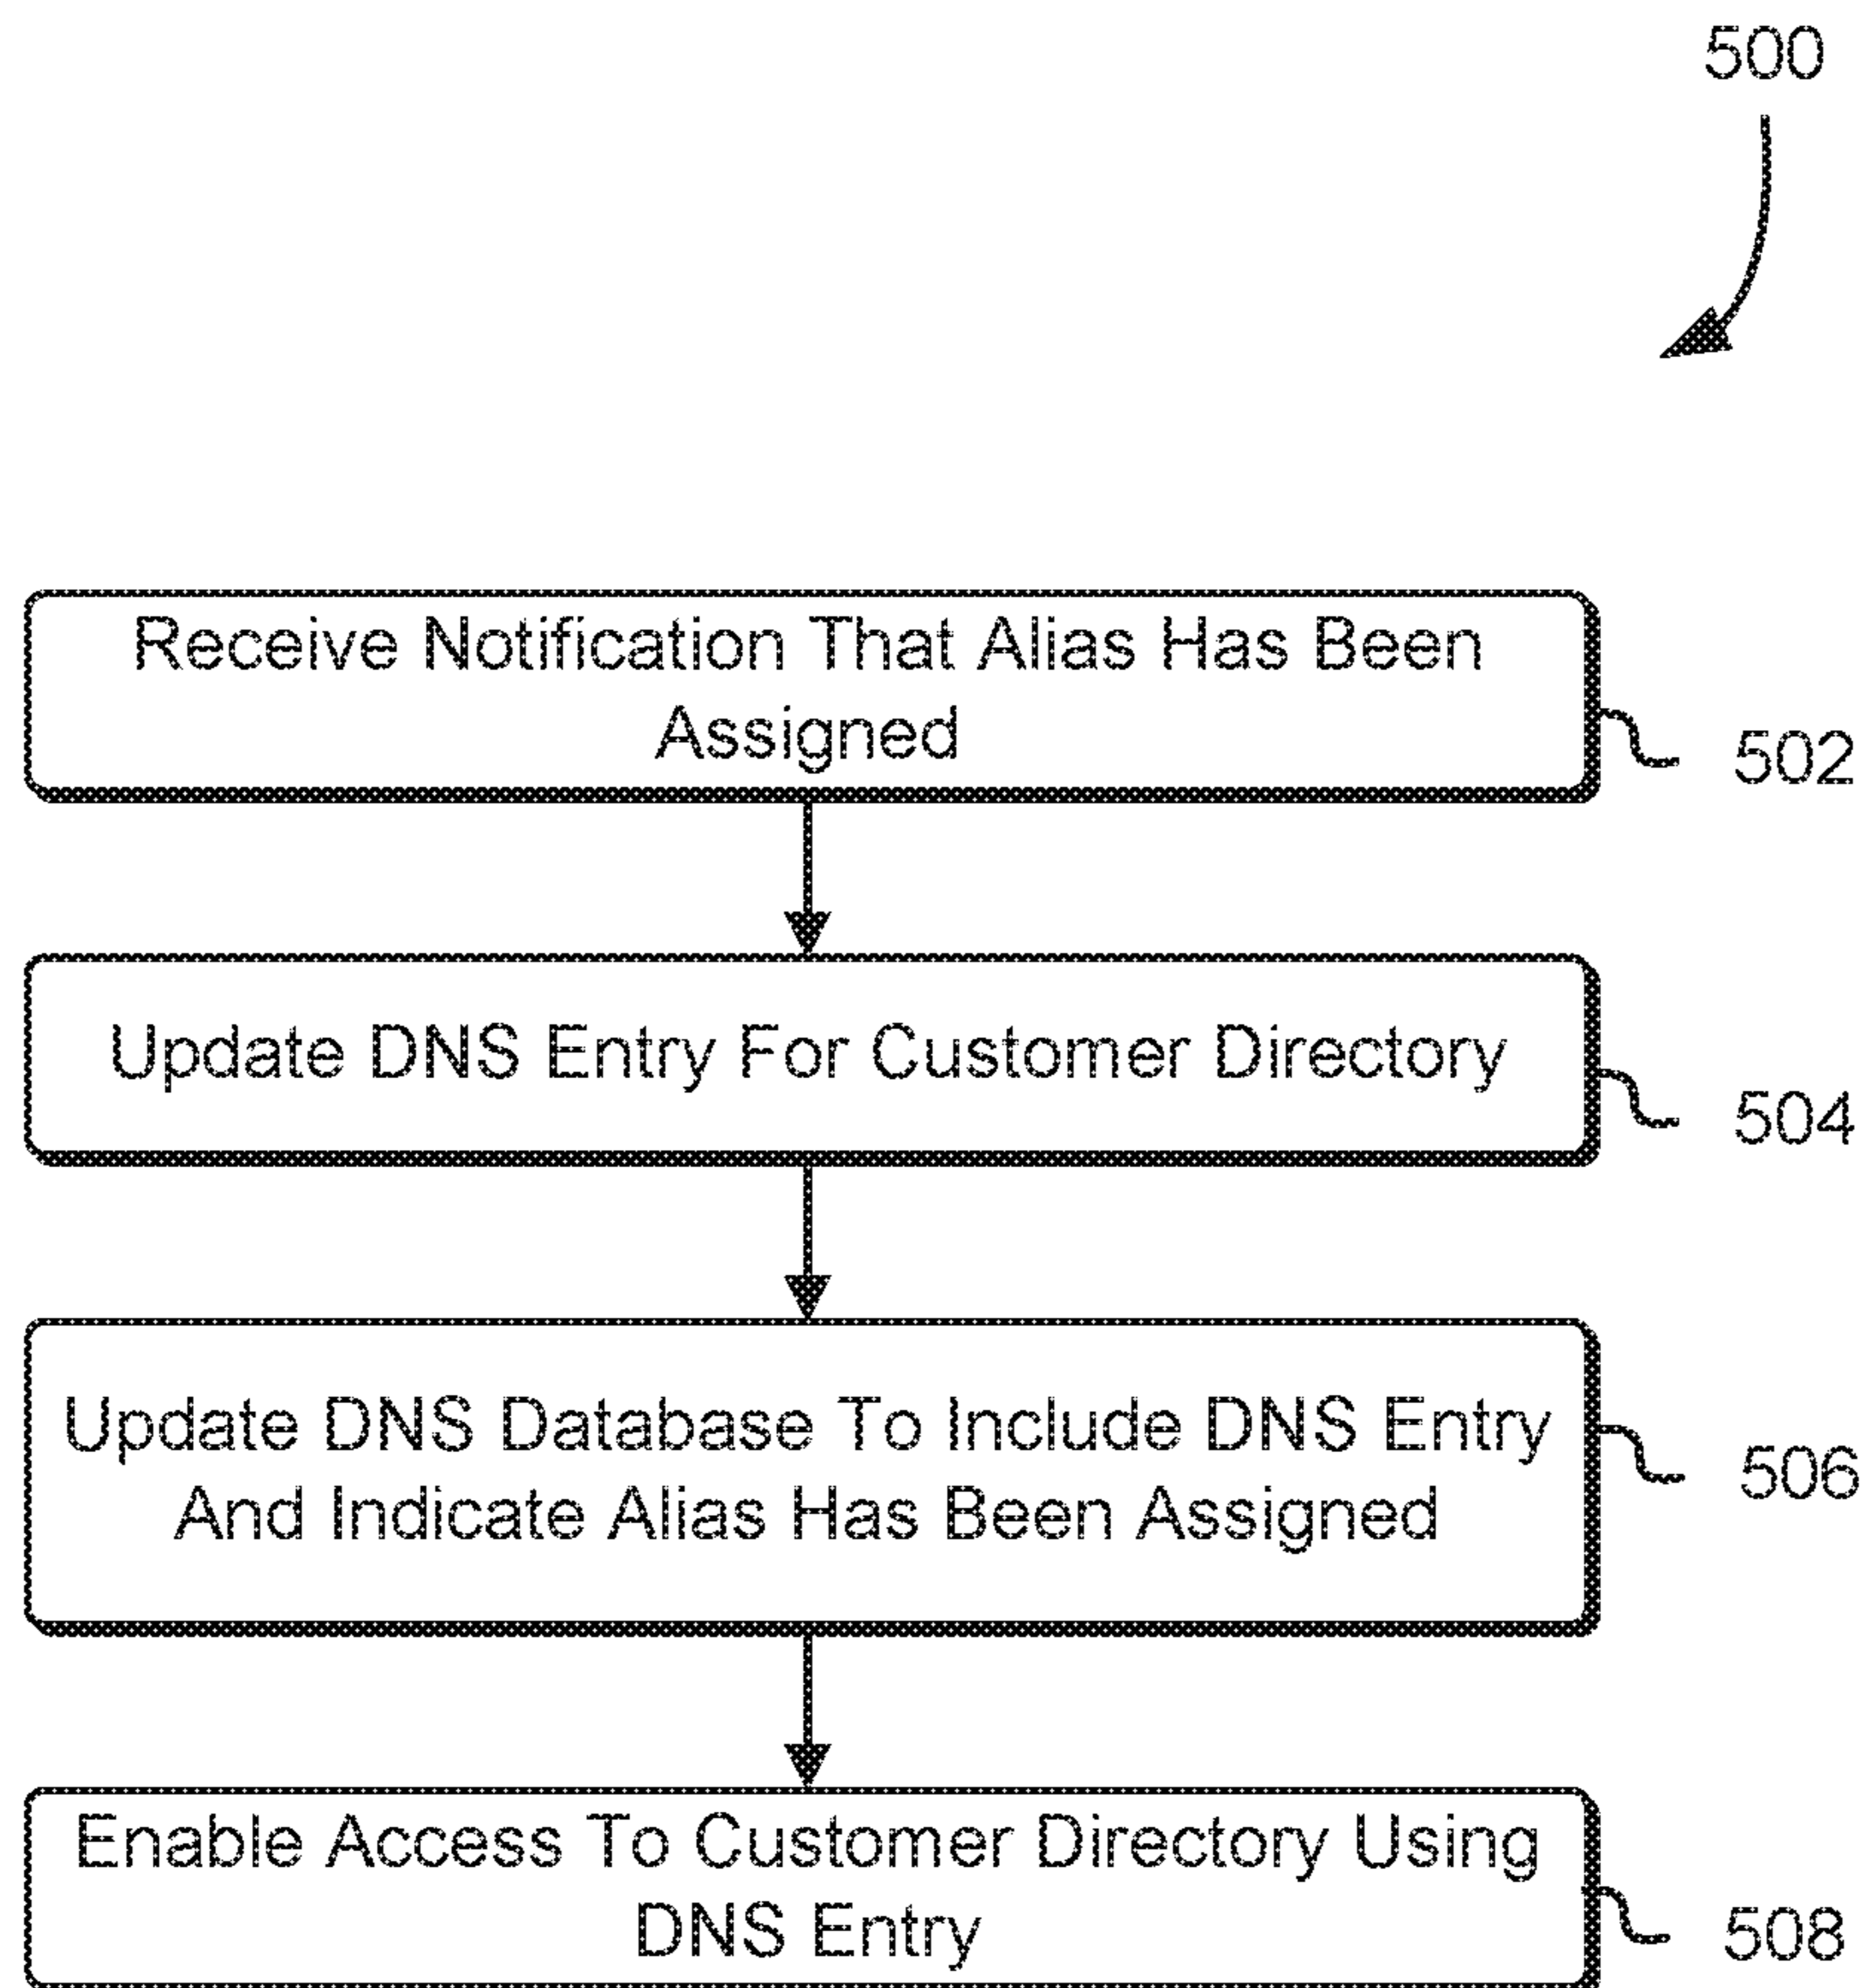 500
Receive Notification That Alias Has Been
Assigned
502
Update DNS Entry For Customer Directory
504
Update DNS Database To Include DNS Entry
And Indicate Alias Has Been Assigned
506
Enable Access To Customer Directory Using
DNS Entry
508